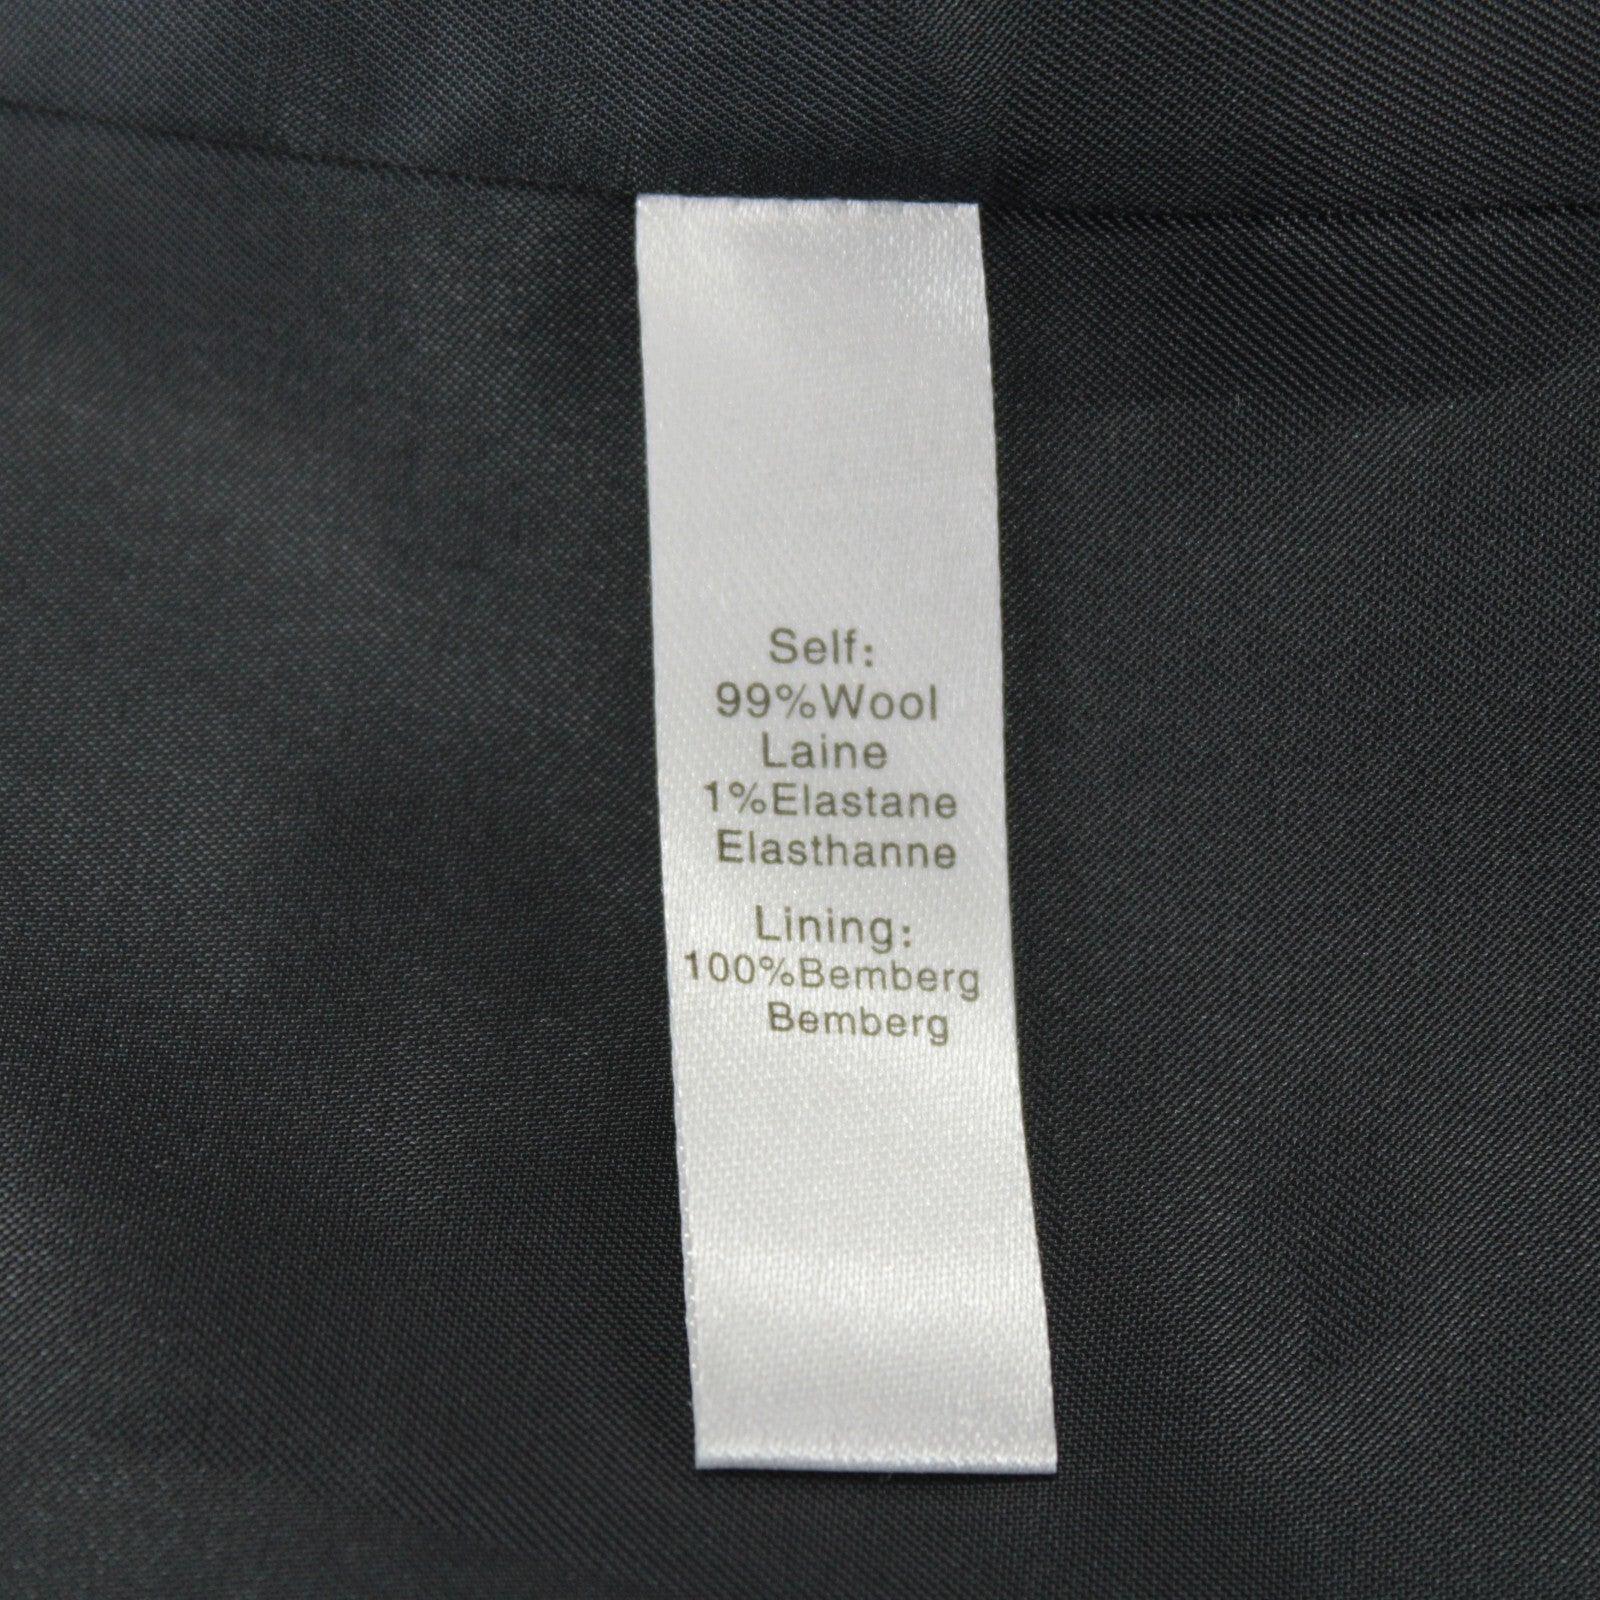 Self:
99%Wool
Laine
1%Elastane
Elasthanne
Lining:
100%Bemberg
Bemberg